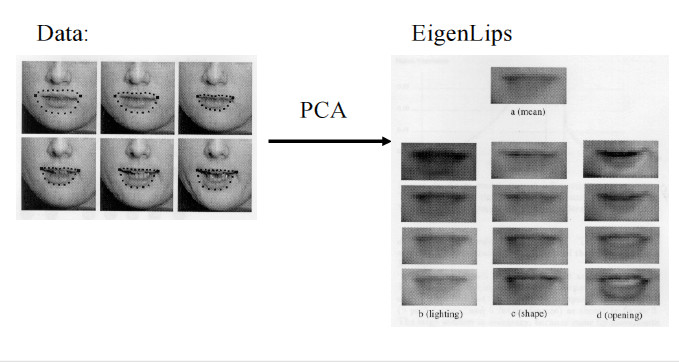 Data:
EigenLips
PCA
a (mean)
b (lighting)
c (shape)
d (opening)